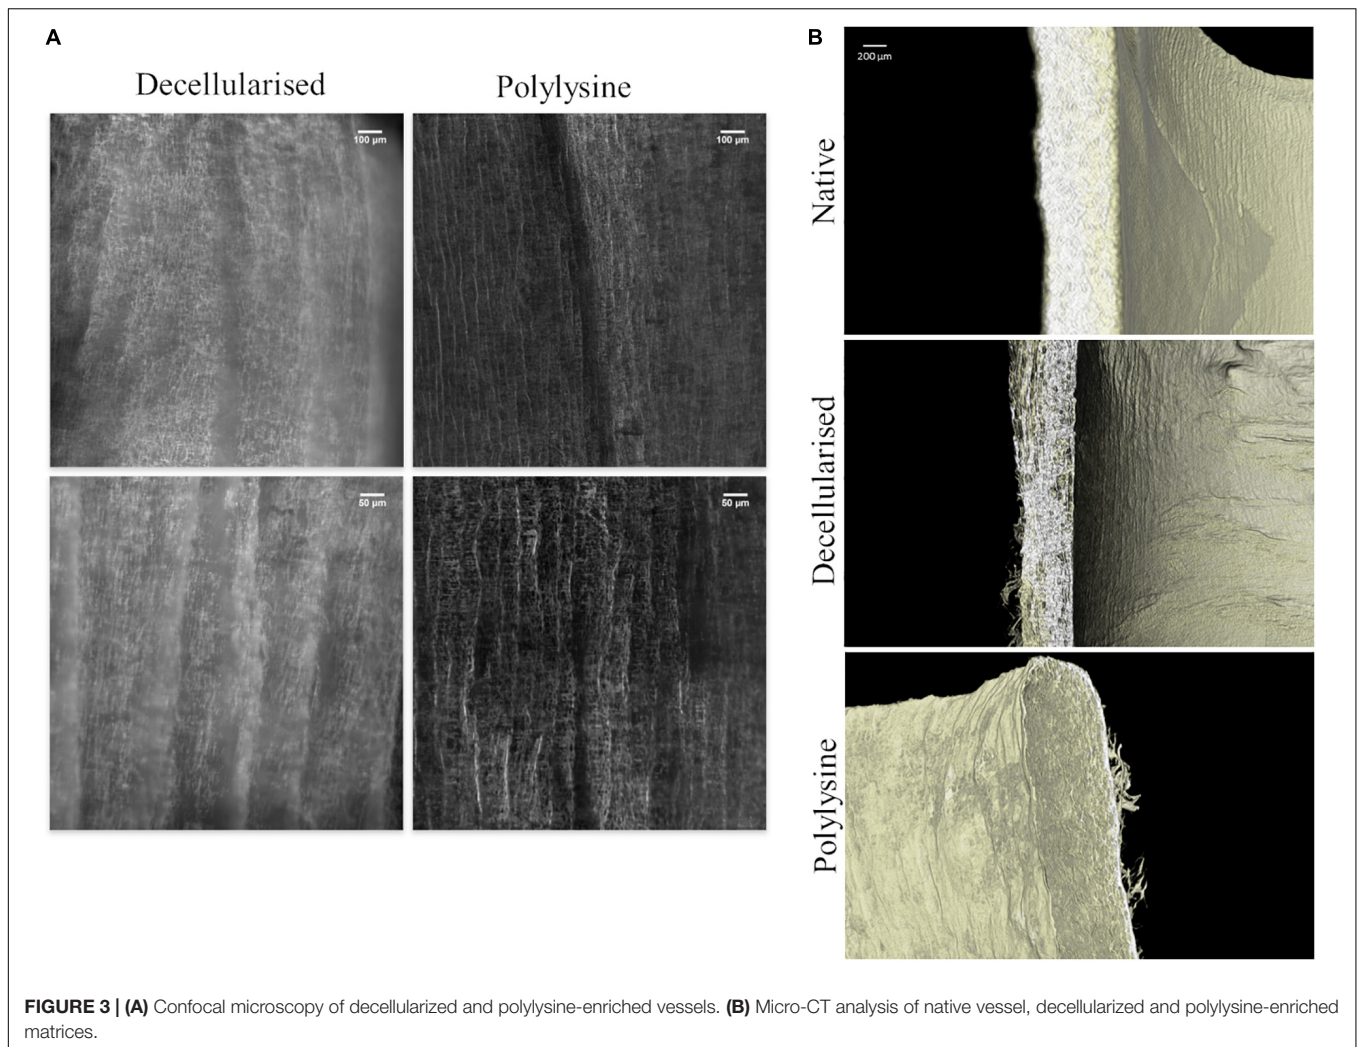 A
Decellularised
Polylysine
100 µm
100 µm
50 µm
50 µm
B
200 µm
Native
Decellularised
Polylysine
FIGURE 3 | (A) Confocal microscopy of decellularized and polylysine-enriched vessels. (B) Micro-CT analysis of native vessel, decellularized and polylysine-enriched
matrices.